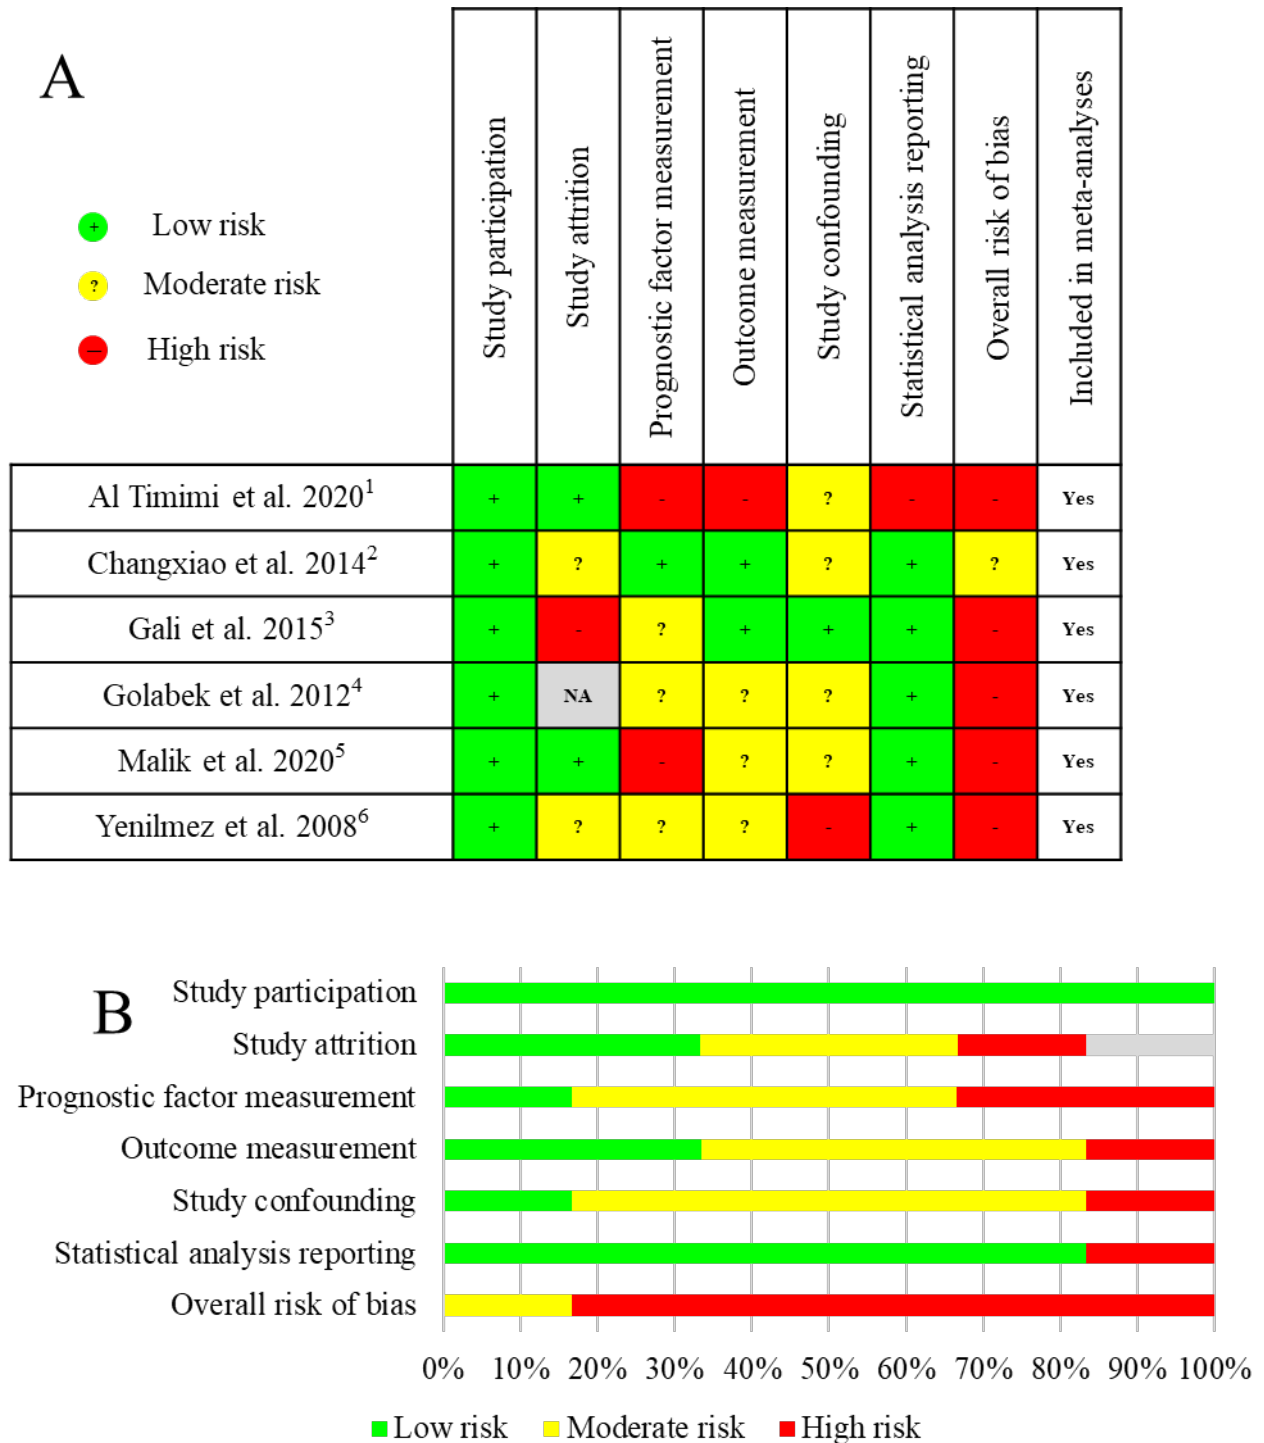 A
Study participation
Study attrition
Prognostic factor measurement
Outcome measurement
Study confounding
Statistical analysis reporting
Overall risk of bias
Included in meta-analyses
+ Low risk
? Moderate risk
– High risk
Al Timimi et al. 2020¹ + + - - ? - - Yes
Changxiao et al. 2014² + ? + + ? + ? Yes
Gali et al. 2015³ + - ? + + + - Yes
Golabek et al. 2012⁴ + NA ? ? ? + - Yes
Malik et al. 2020⁵ + + - ? ? + - Yes
Yenilmez et al. 2008⁶ + ? ? ? - + - Yes
B
Study participation
Study attrition
Prognostic factor measurement
Outcome measurement
Study confounding
Statistical analysis reporting
Overall risk of bias
0% 10% 20% 30% 40% 50% 60% 70% 80% 90% 100%
Low risk Moderate risk High risk